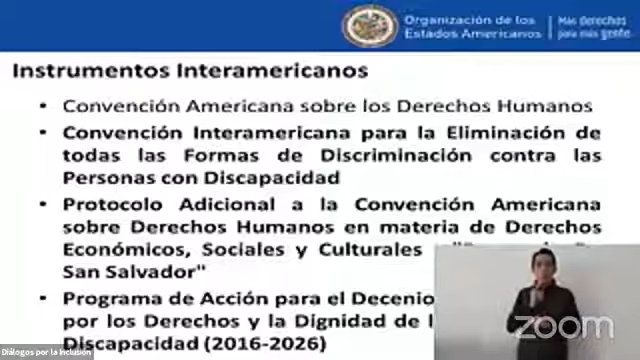 Organización de los
Estados Americanos
Más derechos
para más gente
Instrumentos Interamericanos
• Convención Americana sobre los Derechos Humanos
• Convención Interamericana para la Eliminación de
todas las Formas de Discriminación contra las
Personas con Discapacidad
• Protocolo Adicional a la Convención Americana
sobre Derechos Humanos en materia de Derechos
Económicos, Sociales y Culturales
San Salvador"
• Programa de Acción para el Decenio
por los Derechos y la Dignidad de
Discapacidad (2016-2026)
zoom
Diálogos por la Inclusión